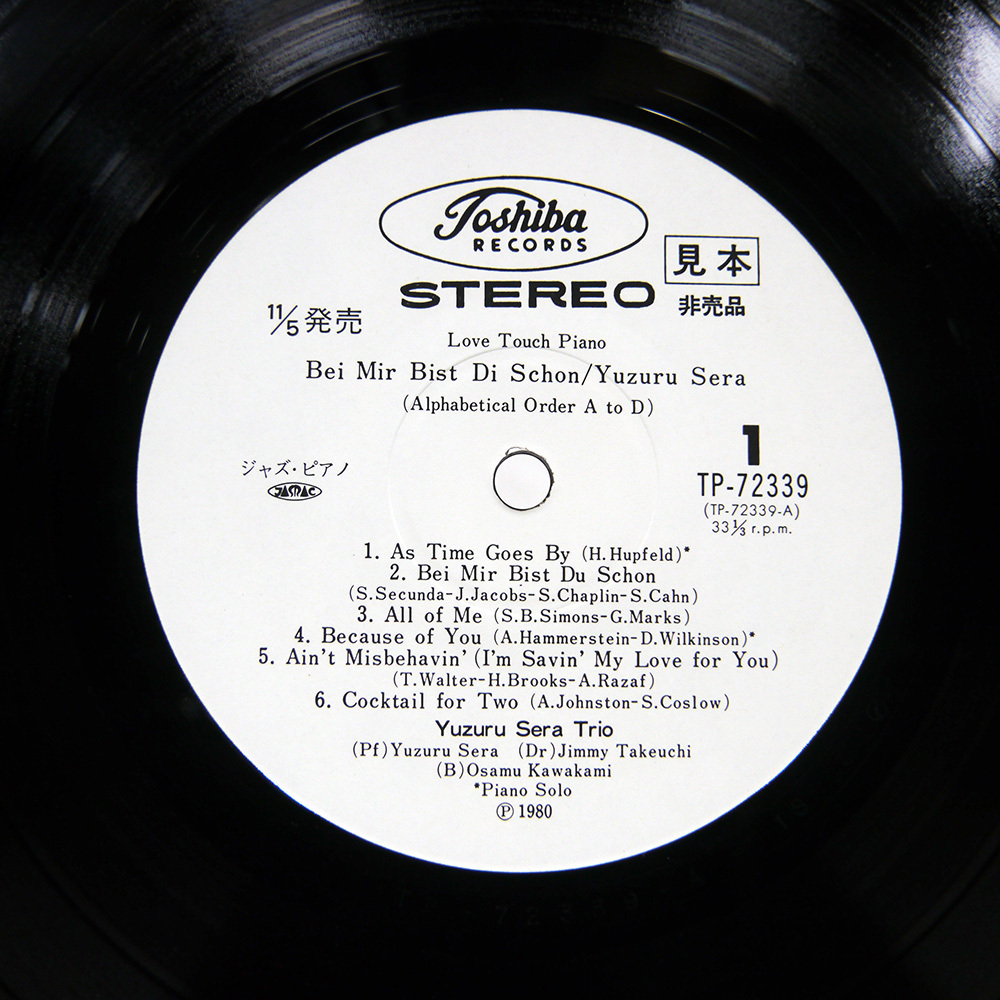 Toshiba
RECORDS
見本
STEREO
非売品
11/5発売
Love Touch Piano
Bei Mir Bist Di Schon/Yuzuru Sera
(Alphabetical Order A to D)
1
ジャズ・ピアノ
TP-72339
JASRAC
(TP-72339-A)
33⅓ r.p.m.
1. As Time Goes By (H.Hupfeld)*
2. Bei Mir Bist Du Schon
(S.Secunda-J.Jacobs-S.Chaplin-S.Cahn)
3. All of Me (S.B.Simons-G.Marks)
4. Because of You (A.Hammerstein-D.Wilkinson)*
5. Ain't Misbehavin' (I'm Savin' My Love for You)
(T.Walter-H.Brooks-A.Razaf)
6. Cocktail for Two (A.Johnston-S.Coslow)
Yuzuru Sera Trio
(Pf)Yuzuru Sera (Dr)Jimmy Takeuchi
(B)Osamu Kawakami
*Piano Solo
Ⓟ 1980